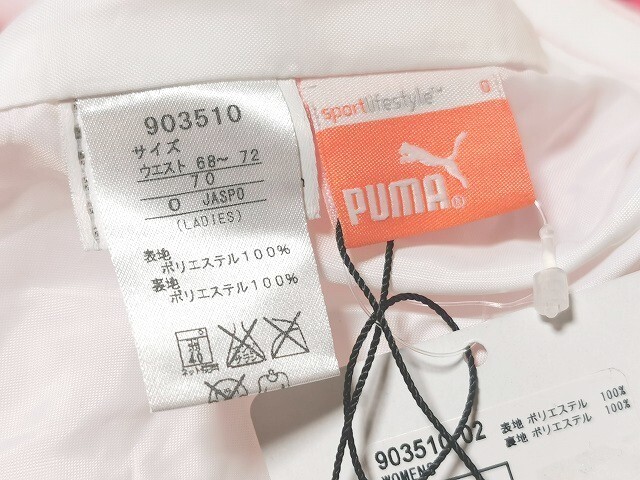 903510
サイズ
ウエスト 68～ 72
70
O JASPO
(LADIES)
表地
ポリエステル100%
裏地
ポリエステル100%
40
sportlifestyle™
0
PUMA®
903510 02
WOMENS
表地 ポリエステル 100%
裏地 ポリエステル 100%